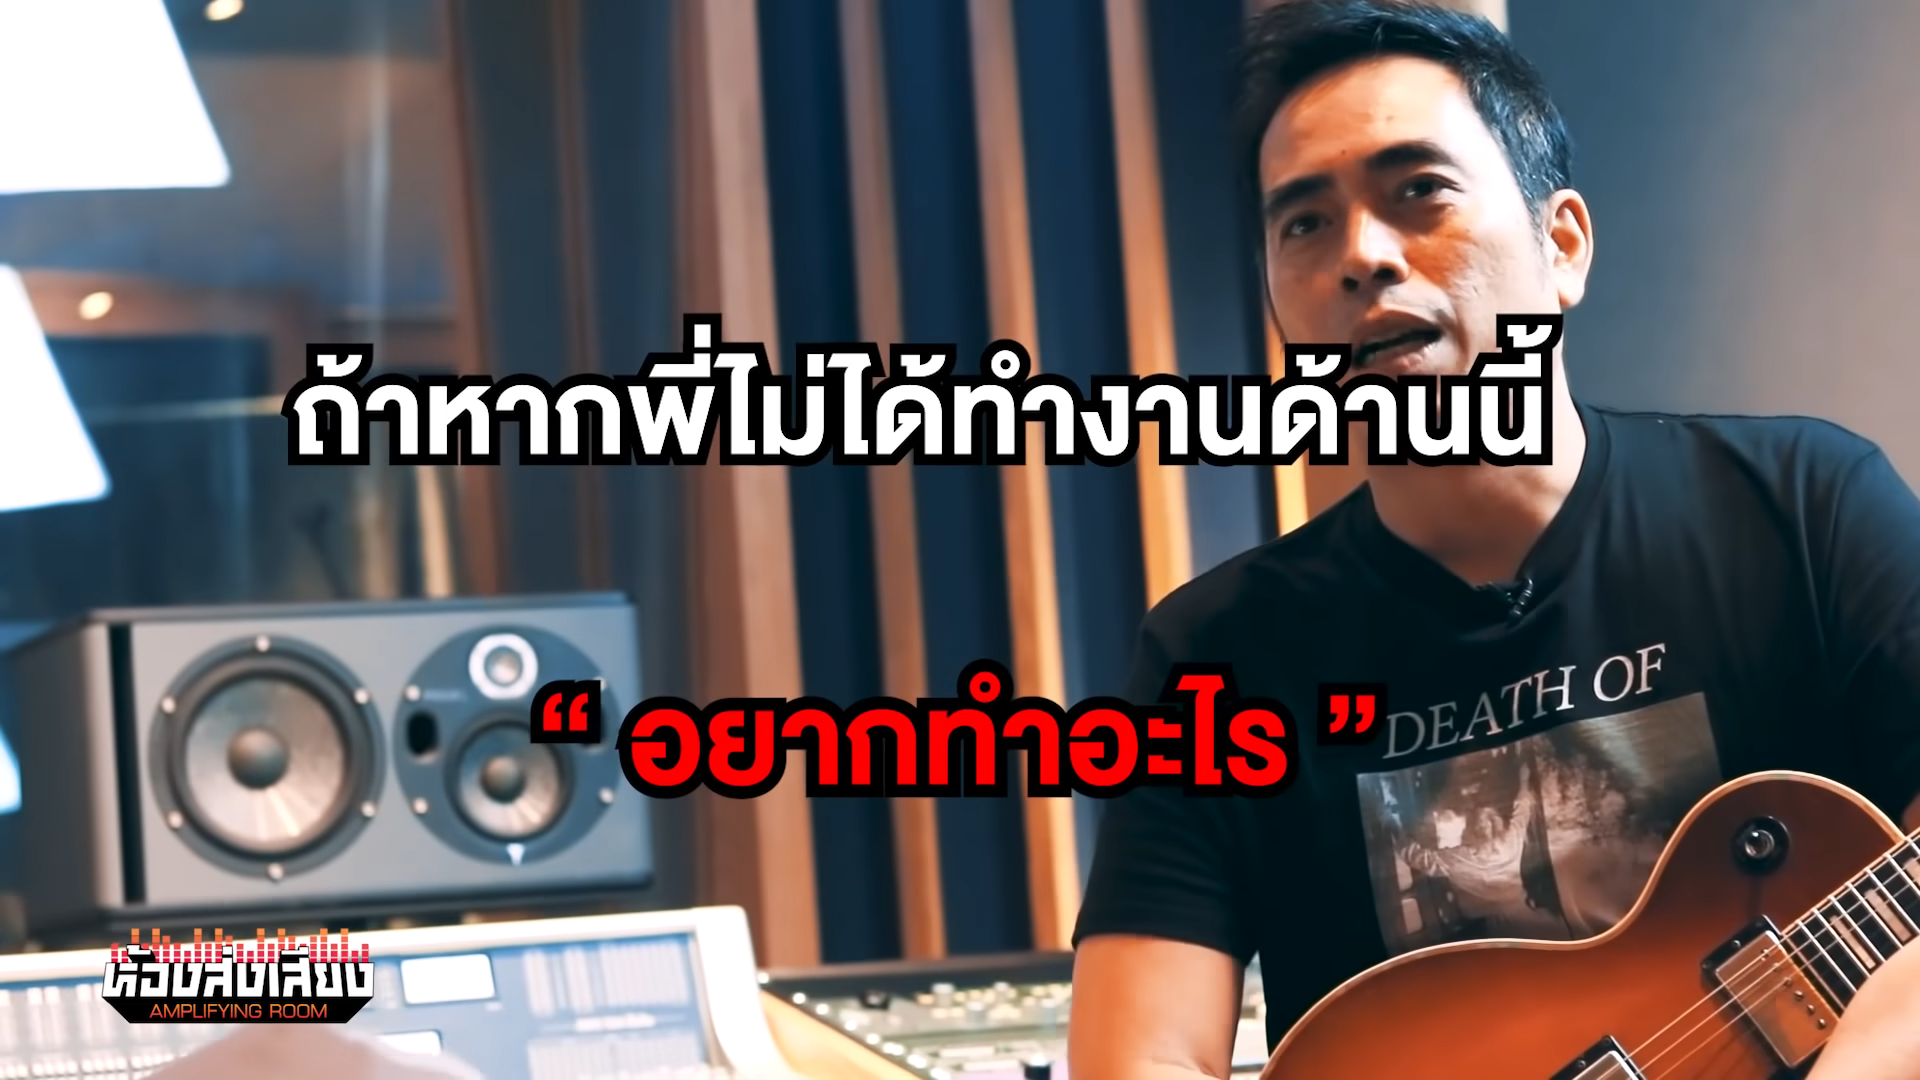 ถ้าหากพี่ไม่ได้ทำงานด้านนี้
“ อยากทำอะไร ”
DEATH OF
ห้องส่งเสียง
AMPLIFYING ROOM